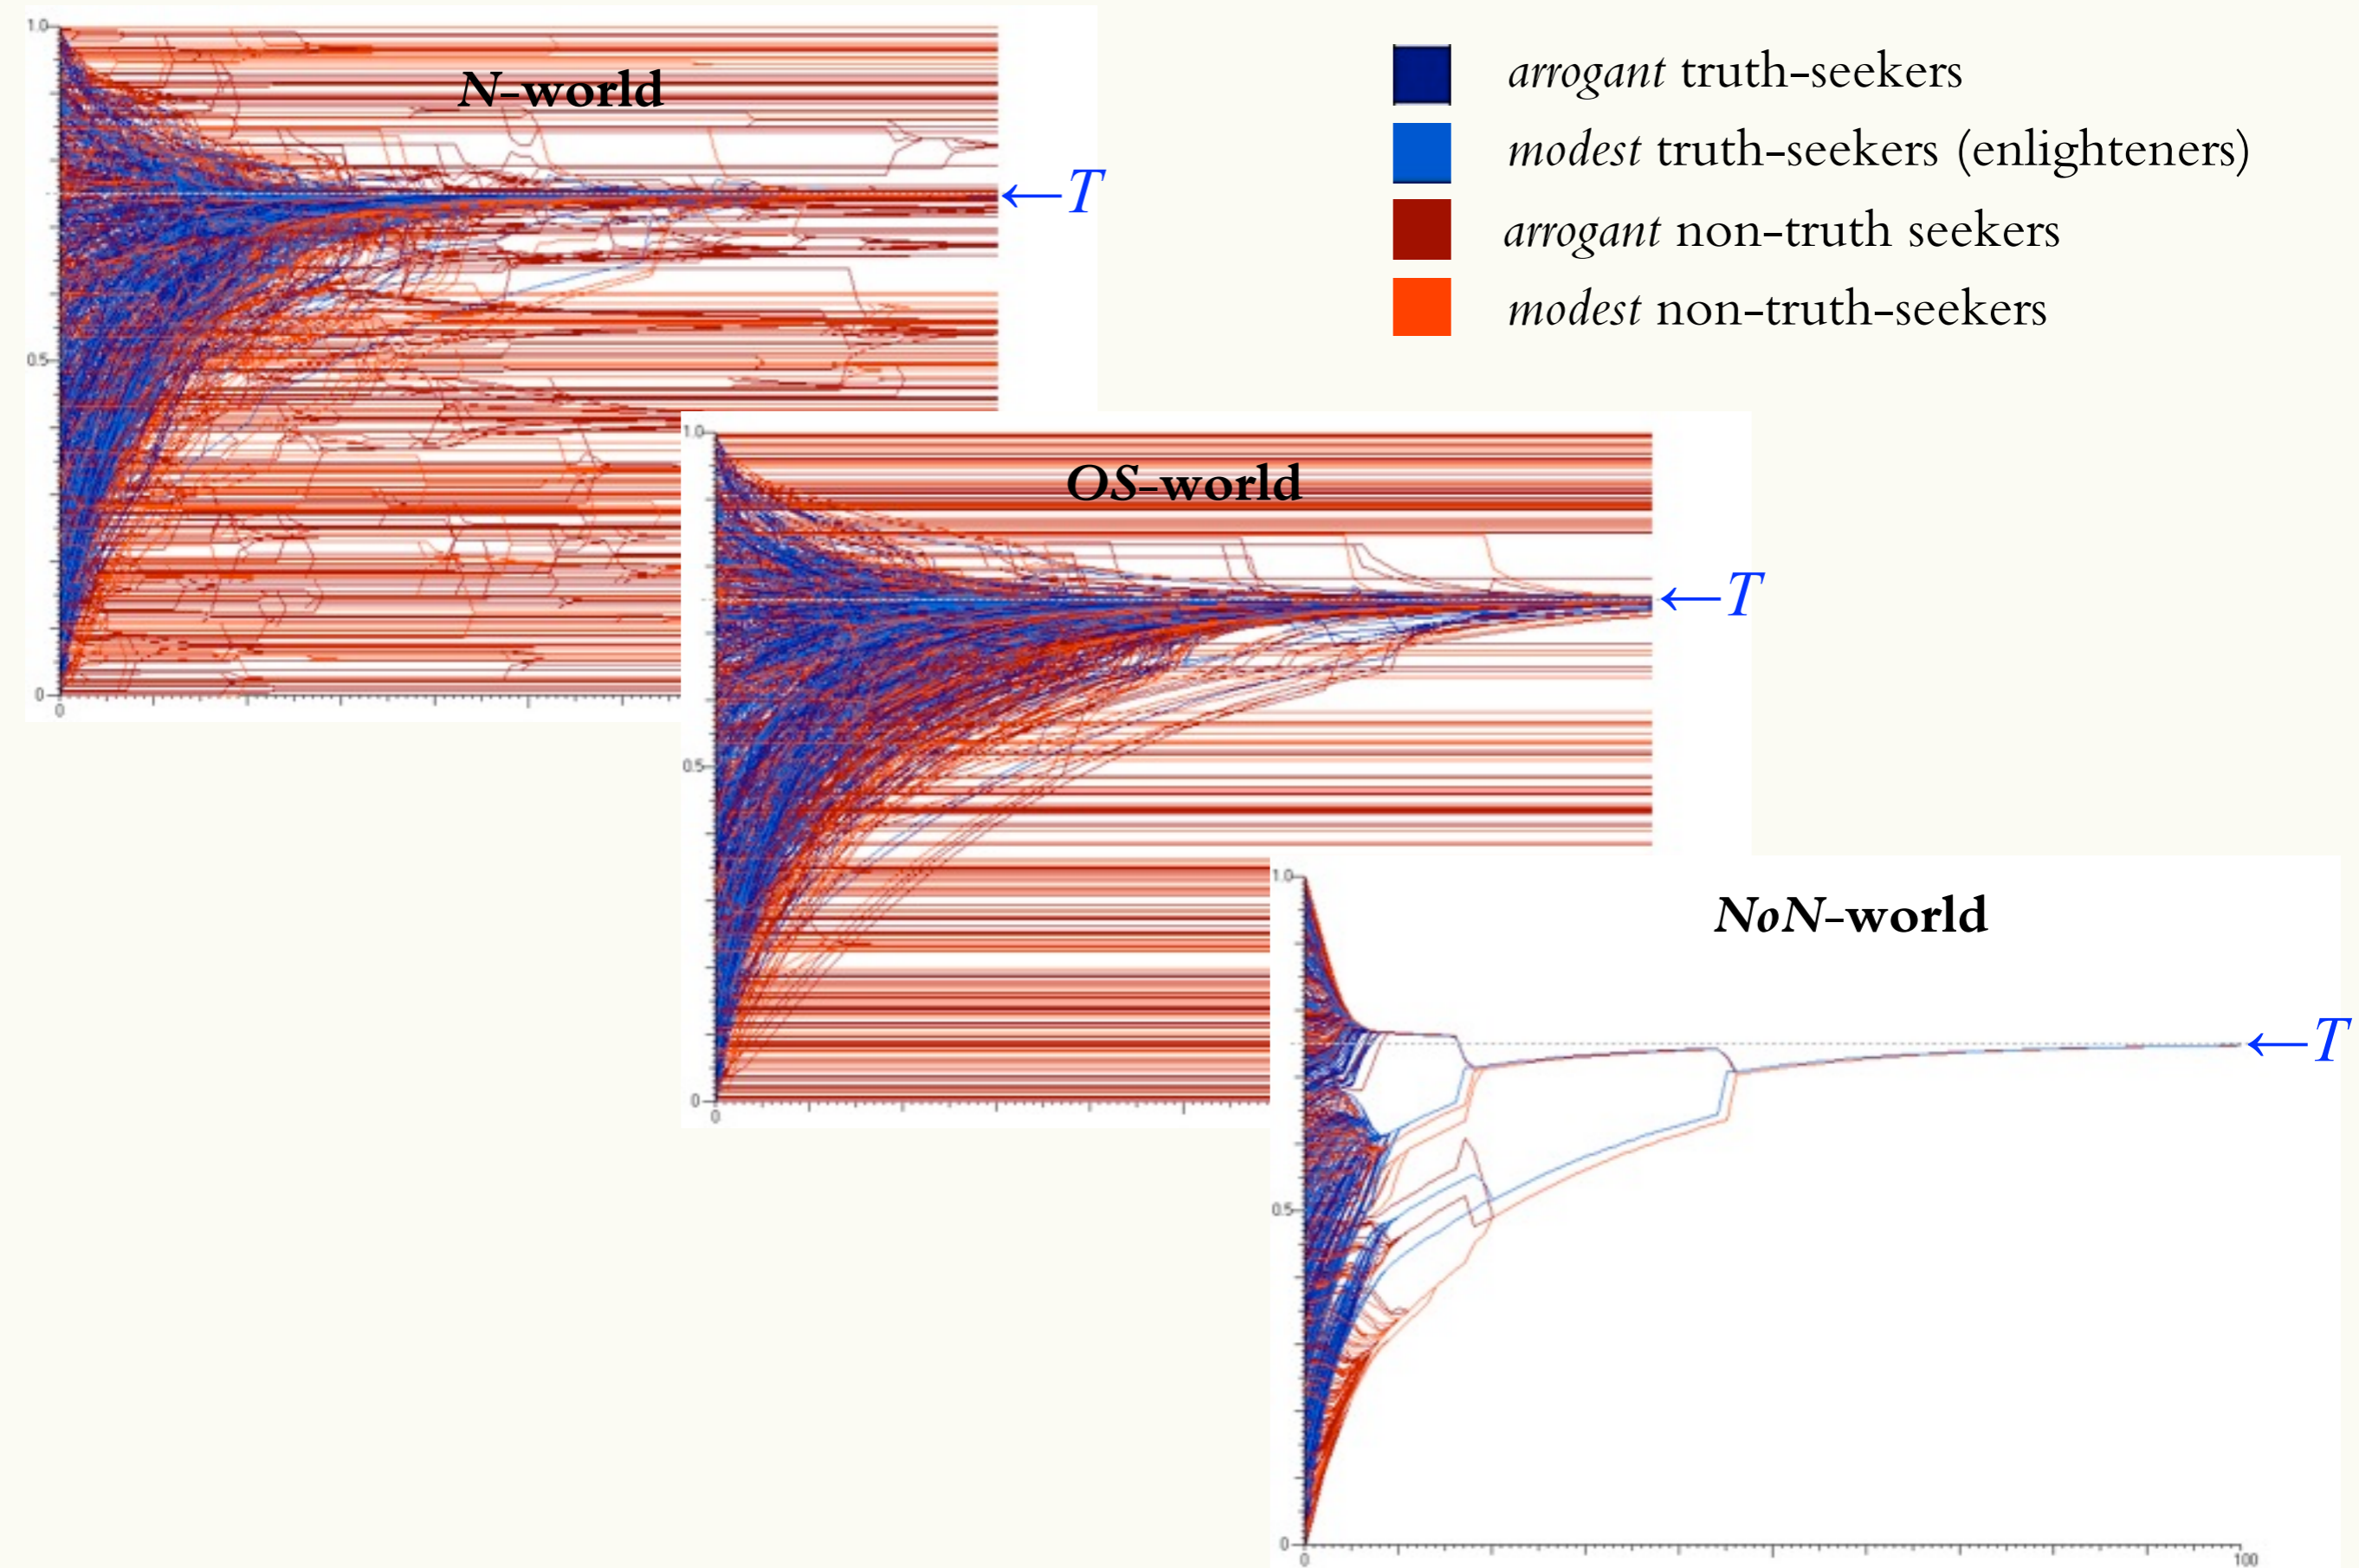 1.0
N-world
←T
0.5
0
0
arrogant truth-seekers
modest truth-seekers (enlighteners)
arrogant non-truth seekers
modest non-truth-seekers
1.0
OS-world
←T
0.5
0
0
1.0
NoN-world
←T
0.5
0
0
100